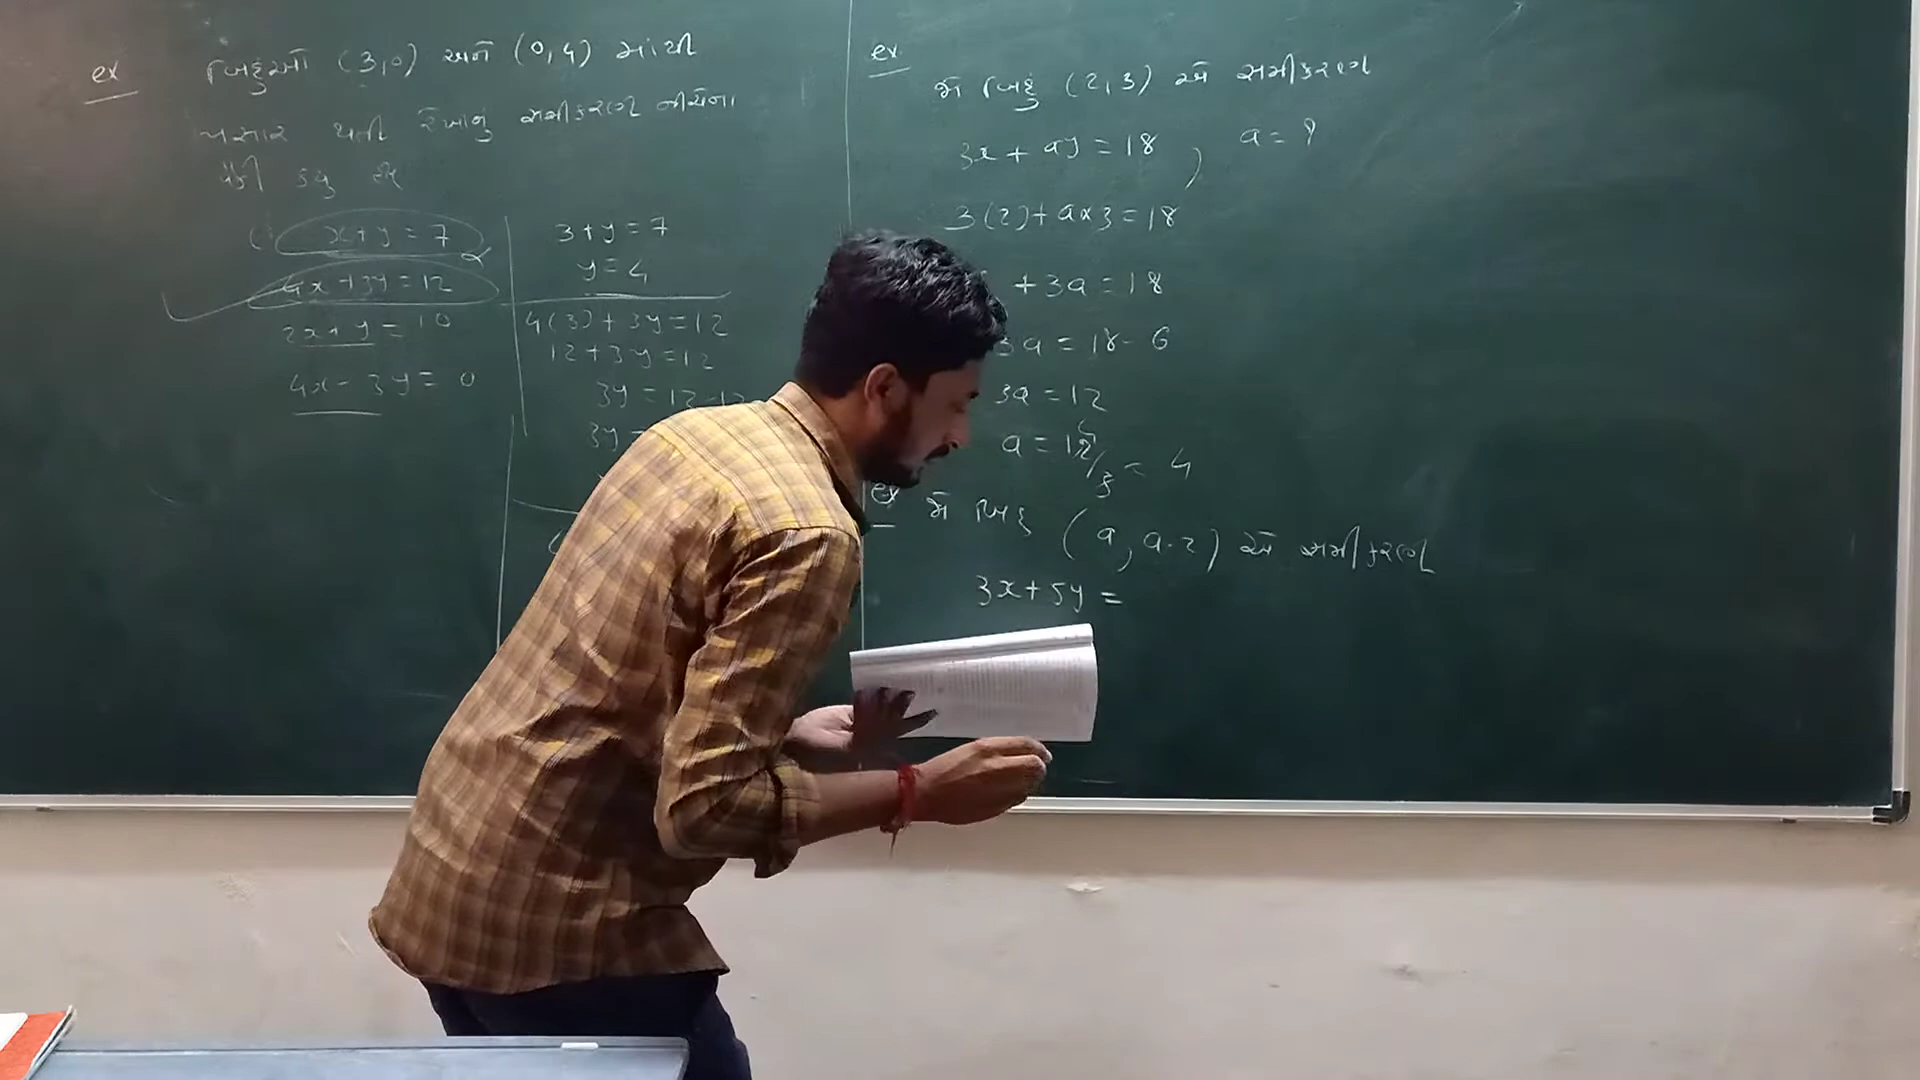 ex બિંદુઓ (3,0) અને (0,4) માંથી
પસાર થતી રેખાનું સમીકરણ નીચેના
પૈકી કયુ છે
x+y=7
4x+3y=12
2x+y=10
4x-3y=0
3+y=7
y=4
4(3)+3y=12
12+3y=12
3y=12-12
3y
ex જો બિંદુ (2,3) એ સમીકરણ
3x+ay=18, a=?
3(2)+a×3=18
+3a=18
3a=18-6
3a=12
a=12/3=4
ex જો બિંદુ (a, a-2) એ સમીકરણ
3x+5y=